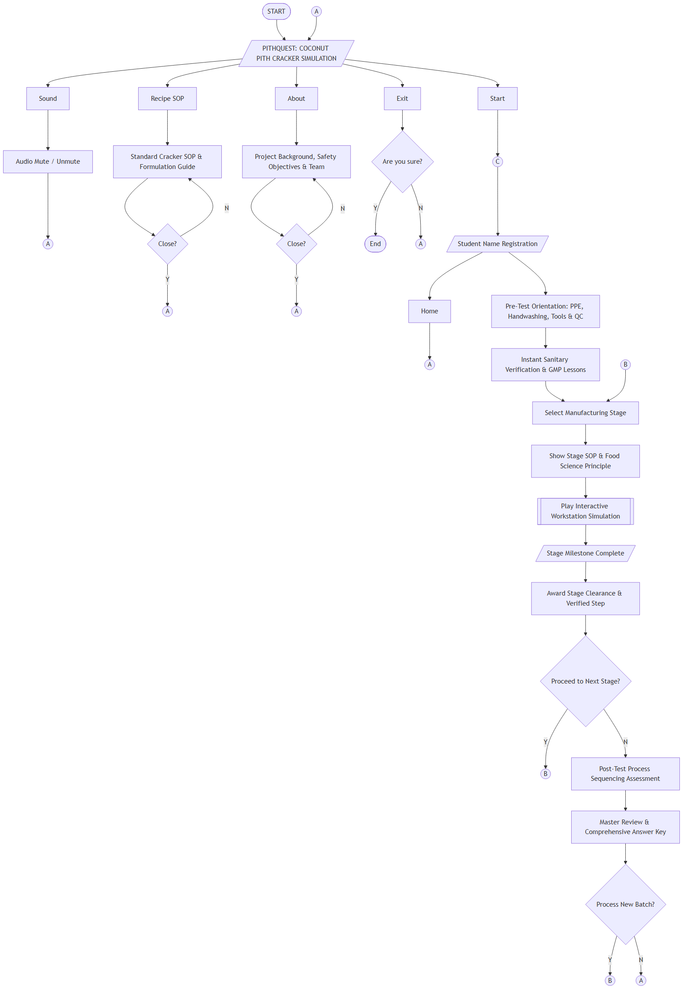 START
A
PITHQUEST: COCONUT
PITH CRACKER SIMULATION
Sound
Recipe SOP
About
Exit
Start
Audio Mute / Unmute
Standard Cracker SOP &
Formulation Guide
Project Background, Safety
Objectives & Team
Are you sure?
C
N
N
Y
N
A
Close?
Close?
End
A
Student Name Registration
Y
Y
A
A
Home
Pre-Test Orientation: PPE,
Handwashing, Tools & QC
A
Instant Sanitary
Verification & GMP Lessons
B
Select Manufacturing Stage
Show Stage SOP & Food
Science Principle
Play Interactive
Workstation Simulation
Stage Milestone Complete
Award Stage Clearance &
Verified Step
Proceed to Next Stage?
Y
N
B
Post-Test Process
Sequencing Assessment
Master Review &
Comprehensive Answer Key
Process New Batch?
Y
N
B
A